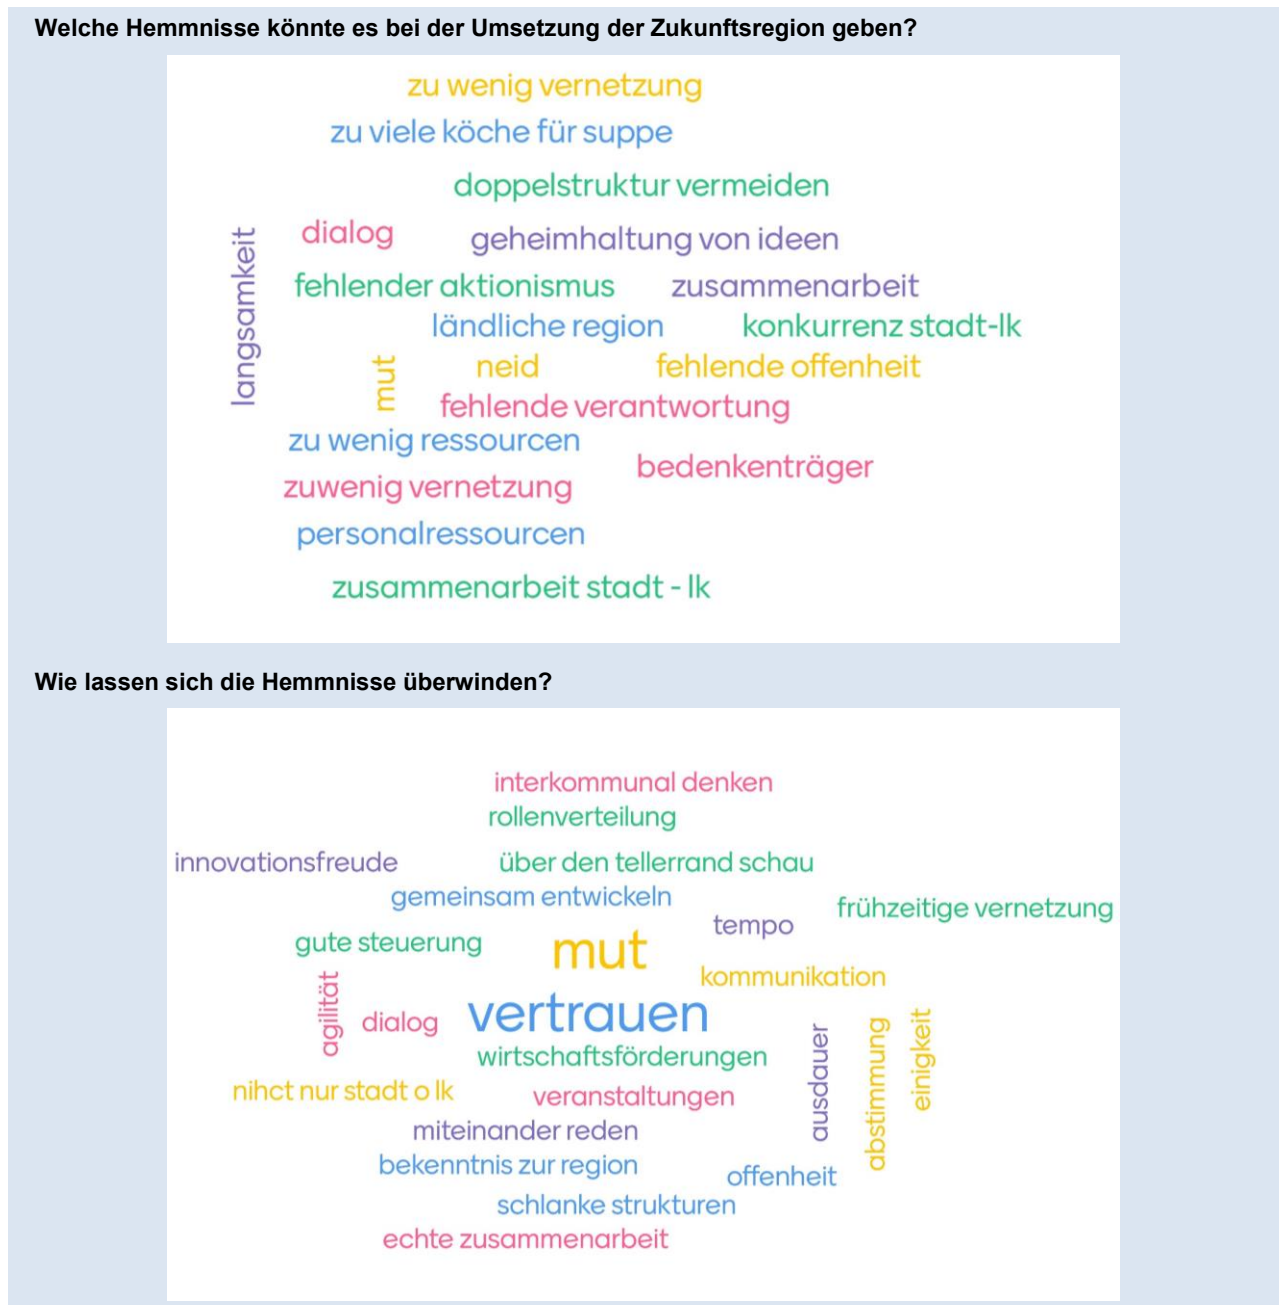 Welche Hemmnisse könnte es bei der Umsetzung der Zukunftsregion geben?
zu wenig vernetzung
zu viele köche für suppe
doppelstruktur vermeiden
langsamkeit
dialog
geheimhaltung von ideen
fehlender aktionismus
zusammenarbeit
ländliche region
konkurrenz stadt-lk
mut
neid
fehlende offenheit
fehlende verantwortung
zu wenig ressourcen
bedenkenträger
zuwenig vernetzung
personalressourcen
zusammenarbeit stadt - lk
Wie lassen sich die Hemmnisse überwinden?
interkommunal denken
rollenverteilung
innovationsfreude
über den tellerrand schau
gemeinsam entwickeln
frühzeitige vernetzung
tempo
gute steuerung
mut
kommunikation
agilität
dialog
vertrauen
wirtschaftsförderungen
ausdauer
abstimmung
einigkeit
nihct nur stadt o lk
veranstaltungen
miteinander reden
bekenntnis zur region
offenheit
schlanke strukturen
echte zusammenarbeit